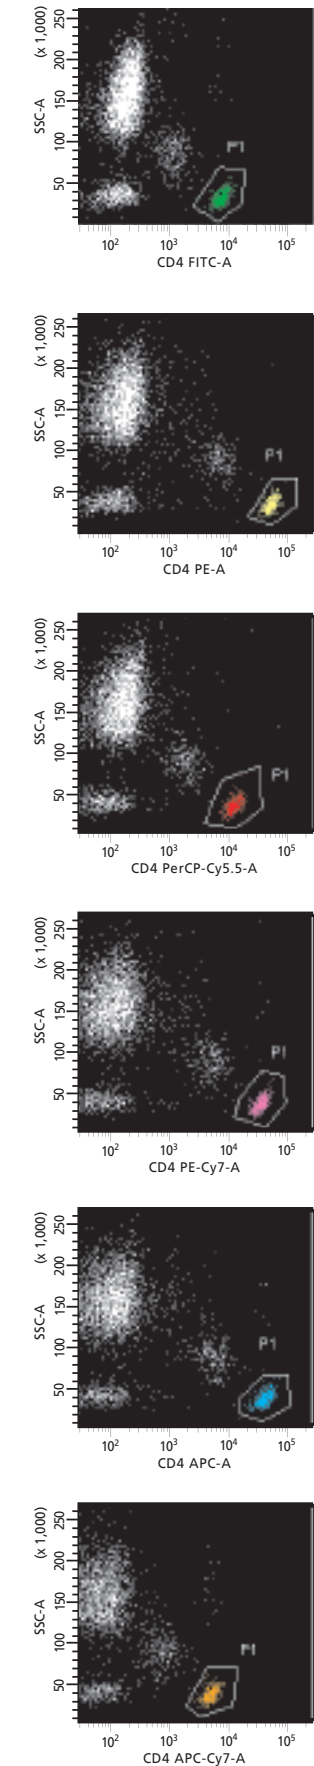 (x 1,000)
SSC-A
250
200
150
100
50
P1
10² 10³ 10⁴ 10⁵
CD4 FITC-A
(x 1,000)
SSC-A
250
200
150
100
50
P1
10² 10³ 10⁴ 10⁵
CD4 PE-A
(x 1,000)
SSC-A
250
200
150
100
50
P1
10² 10³ 10⁴ 10⁵
CD4 PerCP-Cy5.5-A
(x 1,000)
SSC-A
250
200
150
100
50
P1
10² 10³ 10⁴ 10⁵
CD4 PE-Cy7-A
(x 1,000)
SSC-A
250
200
150
100
50
P1
10² 10³ 10⁴ 10⁵
CD4 APC-A
(x 1,000)
SSC-A
250
200
150
100
50
P1
10² 10³ 10⁴ 10⁵
CD4 APC-Cy7-A